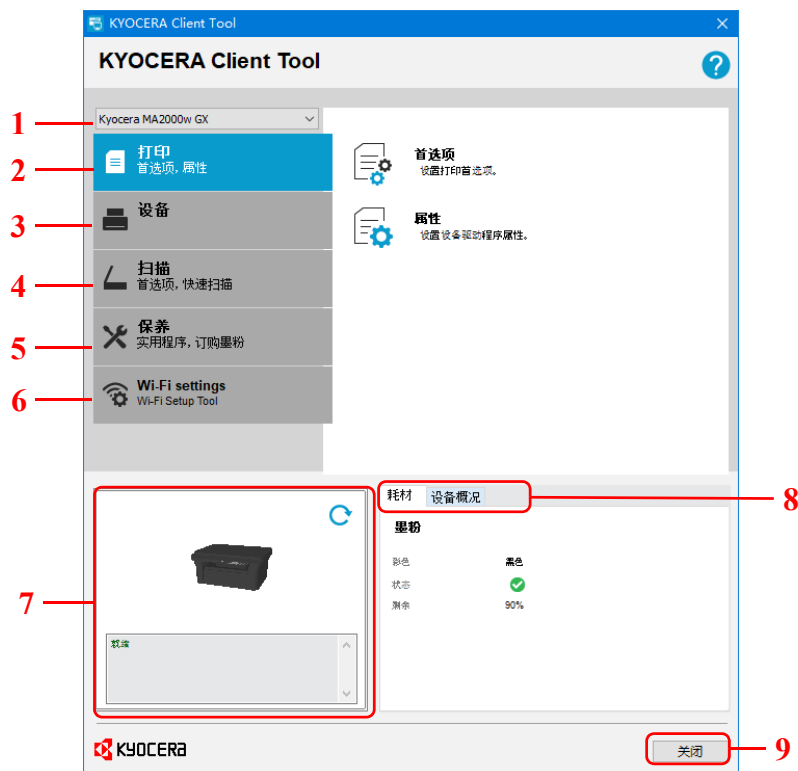 KYOCERA Client Tool
KYOCERA Client Tool
?
1
Kyocera MA2000w GX
2
打印
首选项, 属性
首选项
设置打印首选项。
3
设备
属性
设置设备驱动程序属性。
4
扫描
首选项, 快速扫描
5
保养
实用程序, 订购墨粉
6
Wi-Fi settings
Wi-Fi Setup Tool
7
就绪
耗材 设备概况
8
墨粉
彩色 黑色
状态
剩余 90%
KYOCERA
关闭
9